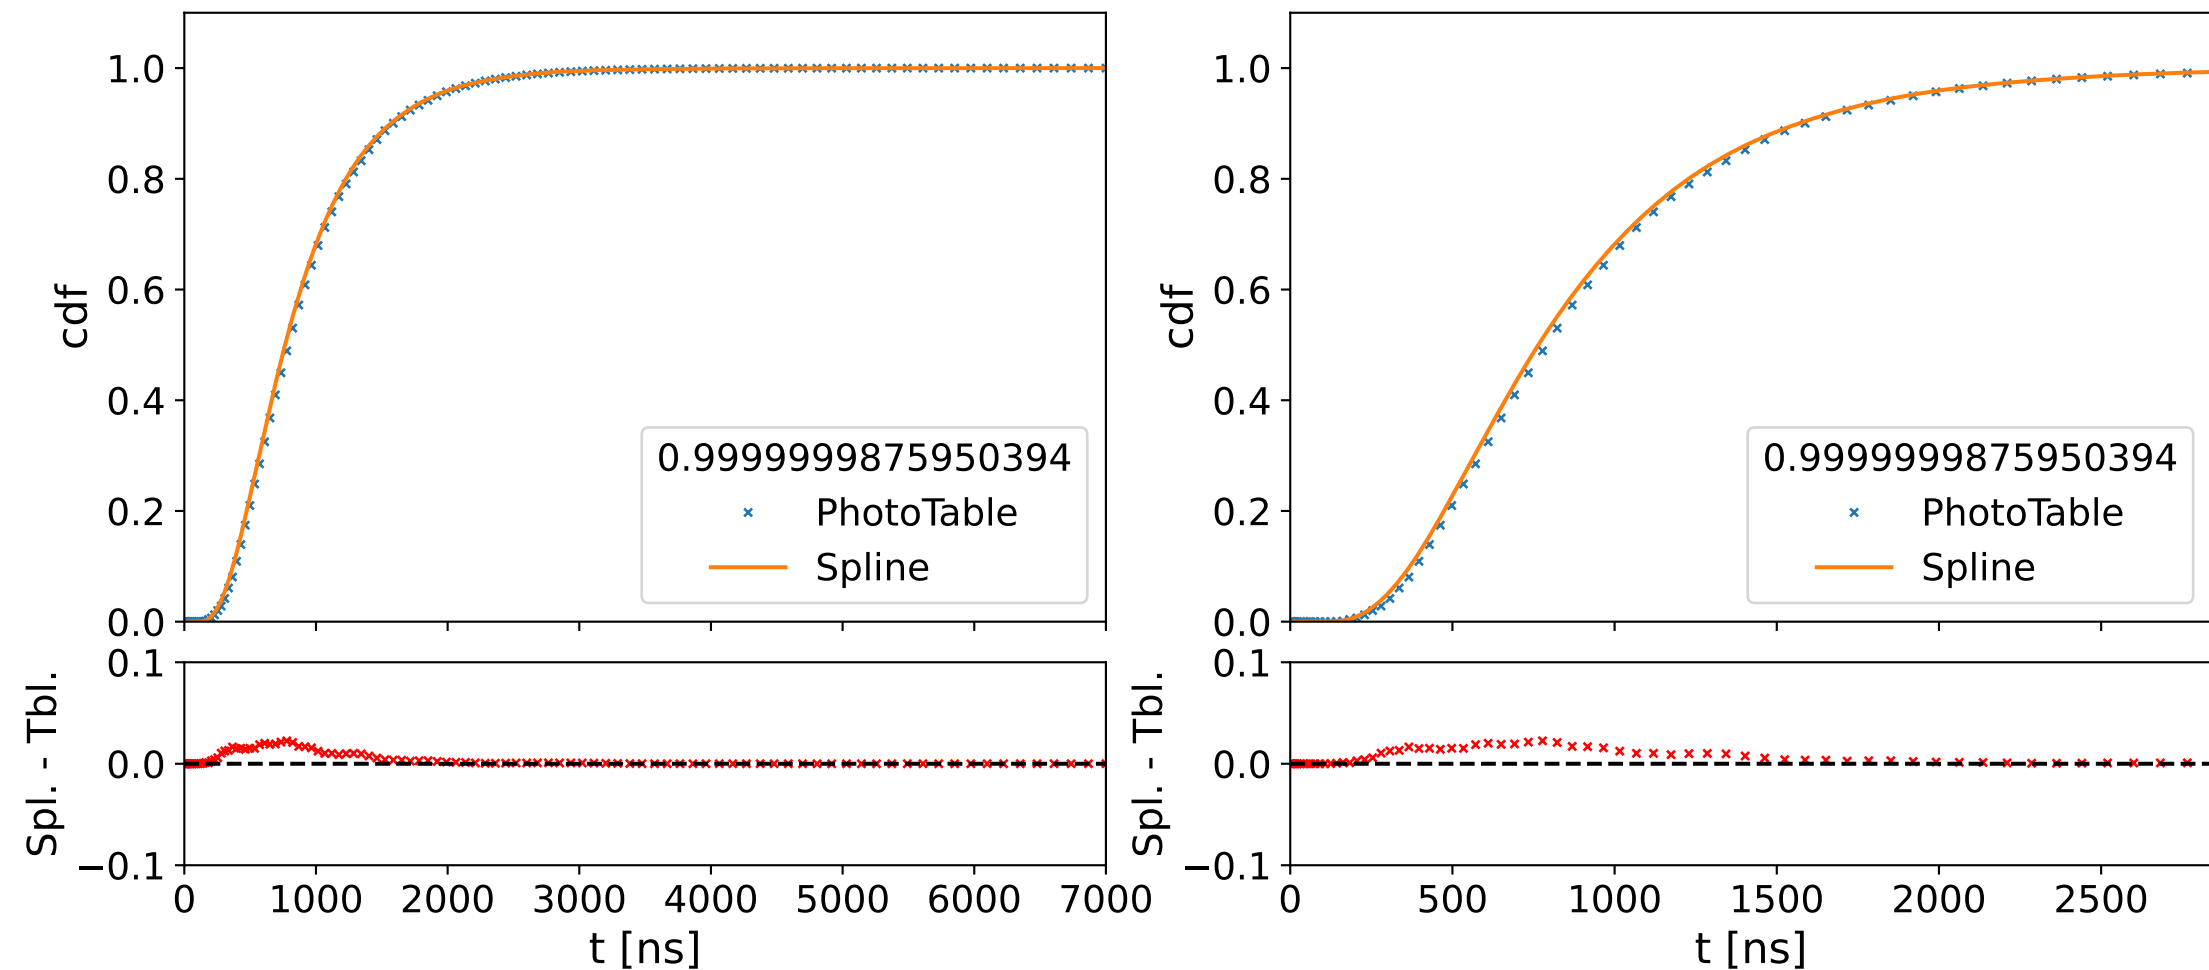 1.0
0.8
0.6
0.4
0.2
0.0
cdf
0.99999999875950394
PhotoTable
Spline
0.1
0.0
−0.1
Spl. - Tbl.
0 1000 2000 3000 4000 5000 6000 7000
t [ns]
1.0
0.8
0.6
0.4
0.2
0.0
cdf
0.99999999875950394
PhotoTable
Spline
0.1
0.0
−0.1
Spl. - Tbl.
0 500 1000 1500 2000 2500
t [ns]